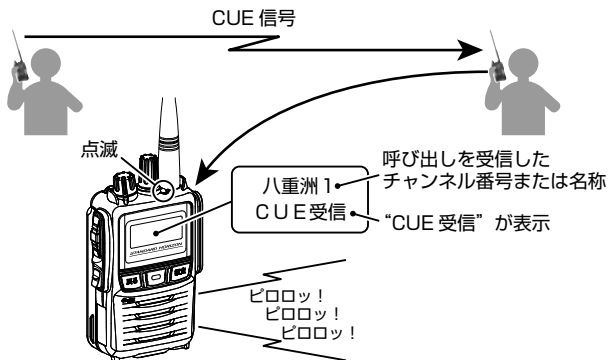 CUE 信号
点滅
八重洲1
CUE受信
呼び出しを受信した
チャンネル番号または名称
“CUE 受信”が表示
STANDARD HORIZON
ピロロッ！
ピロロッ！
ピロロッ！